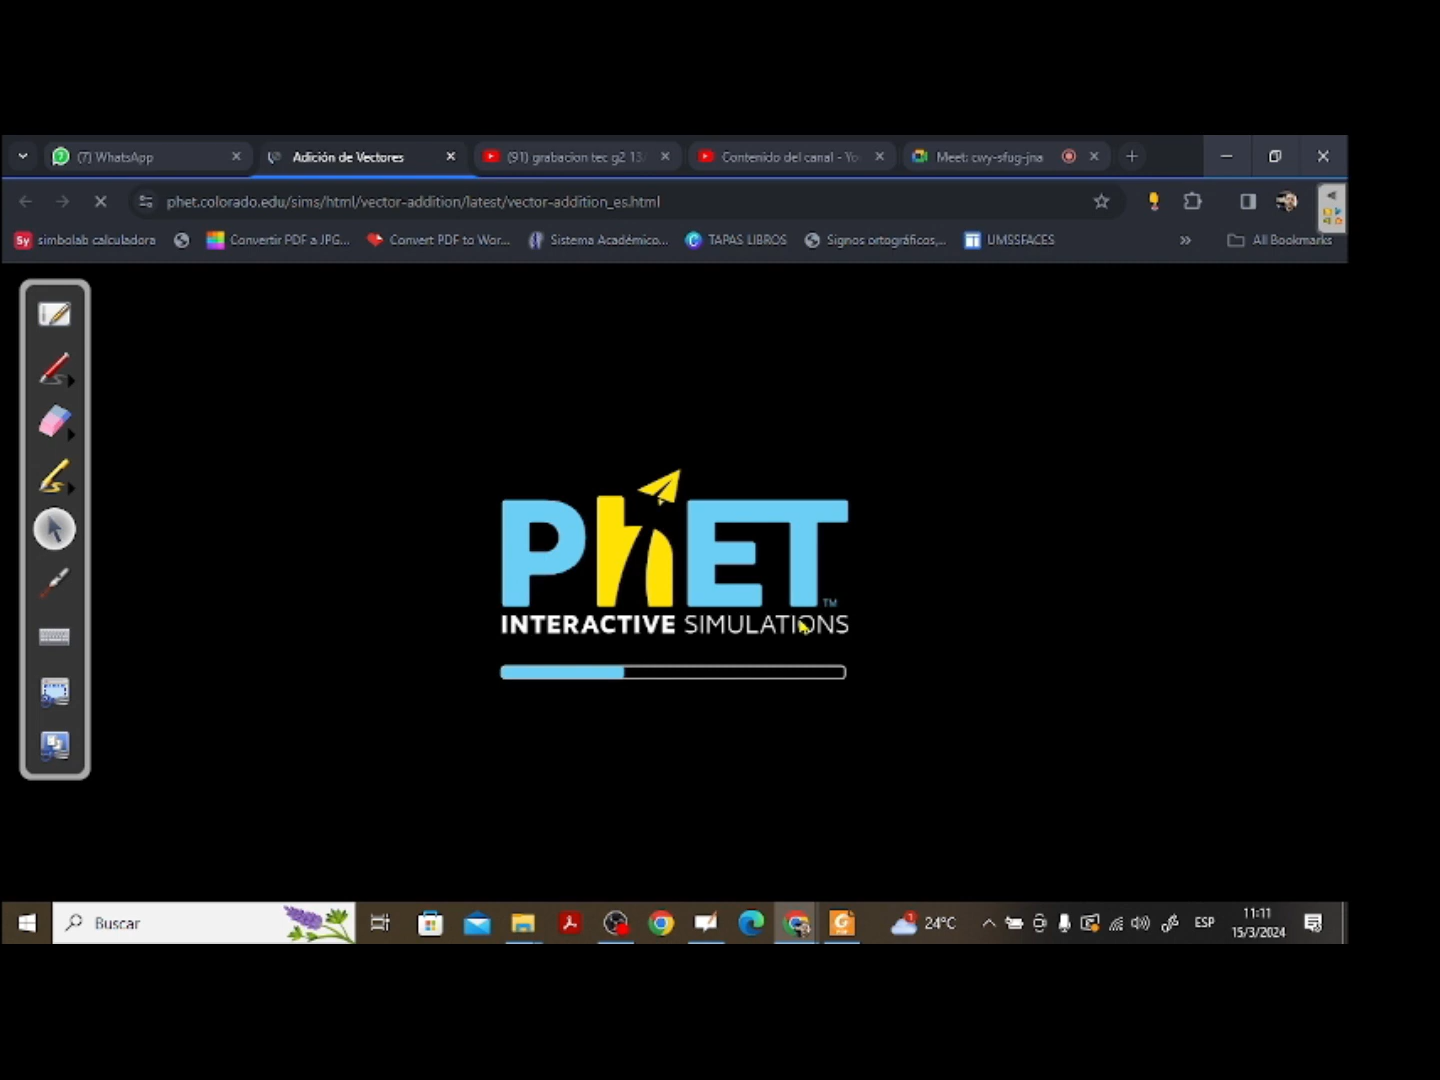 (7) WhatsApp
Adición de Vectores
(91) grabacion tec g2 13/
Contenido del canal - Yo
Meet: cwy-sfug-jna
phet.colorado.edu/sims/html/vector-addition/latest/vector-addition_es.html
Sy simbolab calculadora
Convertir PDF a JPG...
Convert PDF to Wor...
Sistema Académico...
TAPAS LIBROS
Signos ortográficos,...
UMSSFACES
»
All Bookmarks
PhET
TM
INTERACTIVE SIMULATIONS
Buscar
24°C
ESP
11:11
15/3/2024